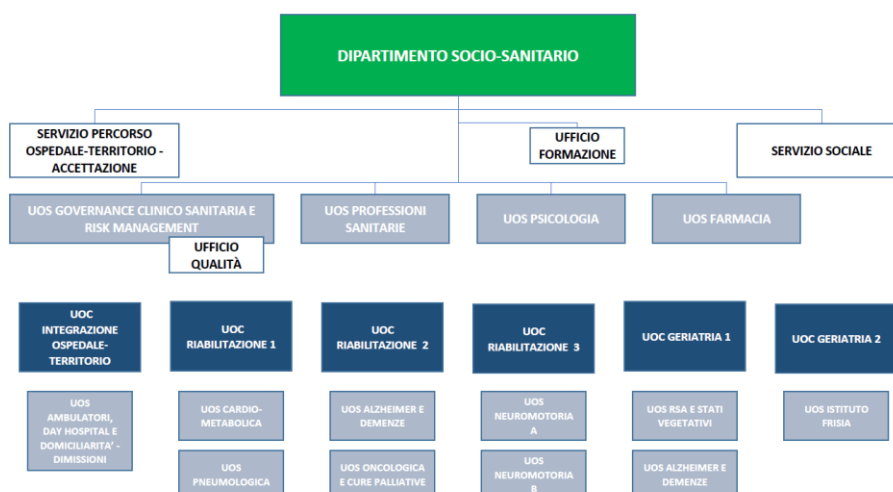 DIPARTIMENTO SOCIO-SANITARIO
SERVIZIO PERCORSO
OSPEDALE-TERRITORIO -
ACCETTAZIONE
UFFICIO
FORMAZIONE
SERVIZIO SOCIALE
UOS GOVERNANCE CLINICO SANITARIA E
RISK MANAGEMENT
UFFICIO
QUALITÀ
UOS PROFESSIONI
SANITARIE
UOS PSICOLOGIA
UOS FARMACIA
UOC
INTEGRAZIONE
OSPEDALE-
TERRITORIO
UOC
RIABILITAZIONE 1
UOC
RIABILITAZIONE 2
UOC
RIABILITAZIONE 3
UOC GERIATRIA 1
UOC GERIATRIA 2
UOS
AMBULATORI,
DAY HOSPITAL E
DOMICILIARITA' -
DIMISSIONI
UOS CARDIO-
METABOLICA
UOS ALZHEIMER E
DEMENZE
UOS
NEUROMOTORIA
A
UOS RSA E STATI
VEGETATIVI
UOS ISTITUTO
FRISIA
UOS
PNEUMOLOGICA
UOS ONCOLOGICA
E CURE PALLIATIVE
UOS
NEUROMOTORIA
B
UOS ALZHEIMER E
DEMENZE